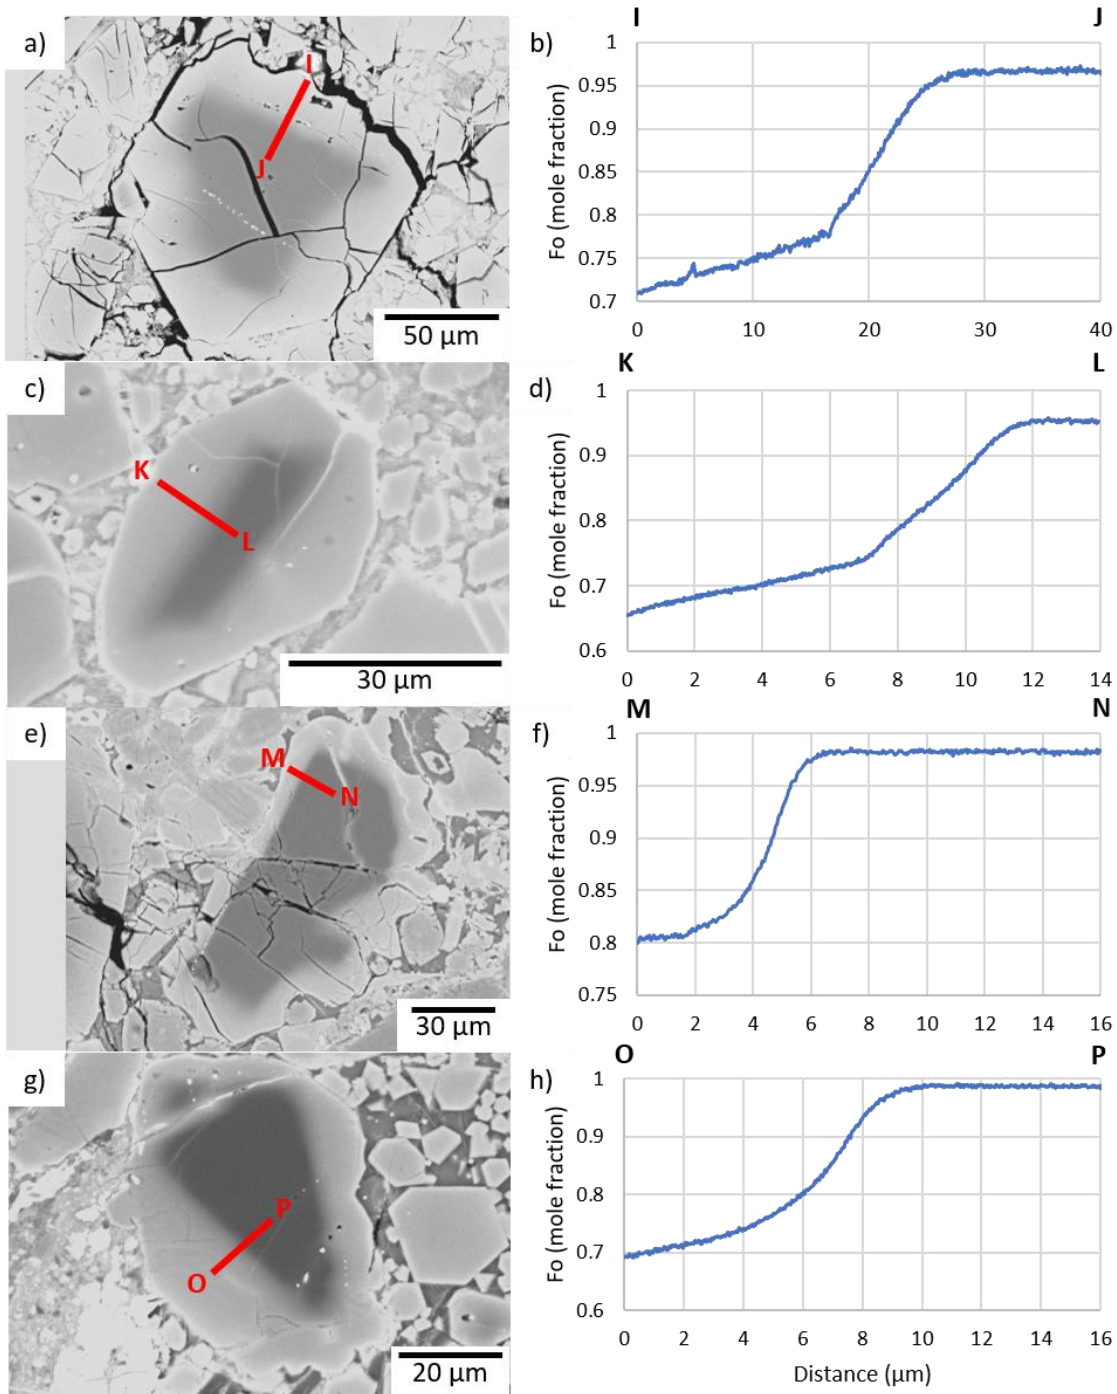 a)
I
J
50 µm
b)
I J
Fo (mole fraction)
1
0.95
0.9
0.85
0.8
0.75
0.7
0 10 20 30 40
c)
K
L
30 µm
d)
K L
Fo (mole fraction)
1
0.9
0.8
0.7
0.6
0 2 4 6 8 10 12 14
e)
M
N
30 µm
f)
M N
Fo (mole fraction)
1
0.95
0.9
0.85
0.8
0.75
0 2 4 6 8 10 12 14 16
g)
P
O
20 µm
h)
O P
Fo (mole fraction)
1
0.9
0.8
0.7
0.6
0 2 4 6 8 10 12 14 16
Distance (µm)